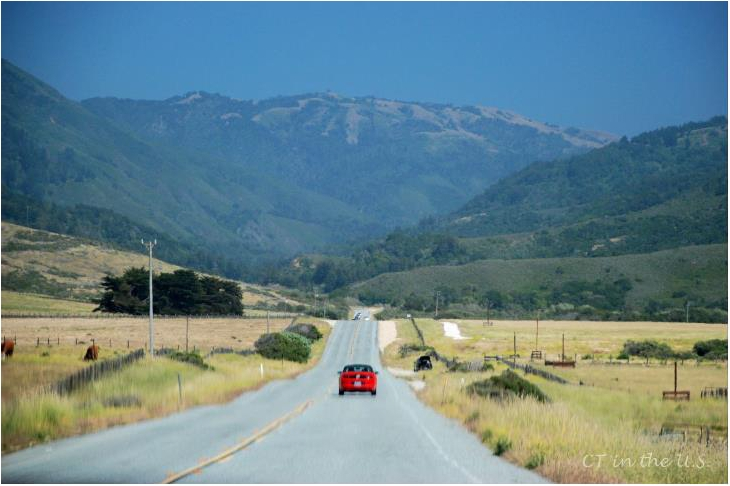 CT in the U.S.